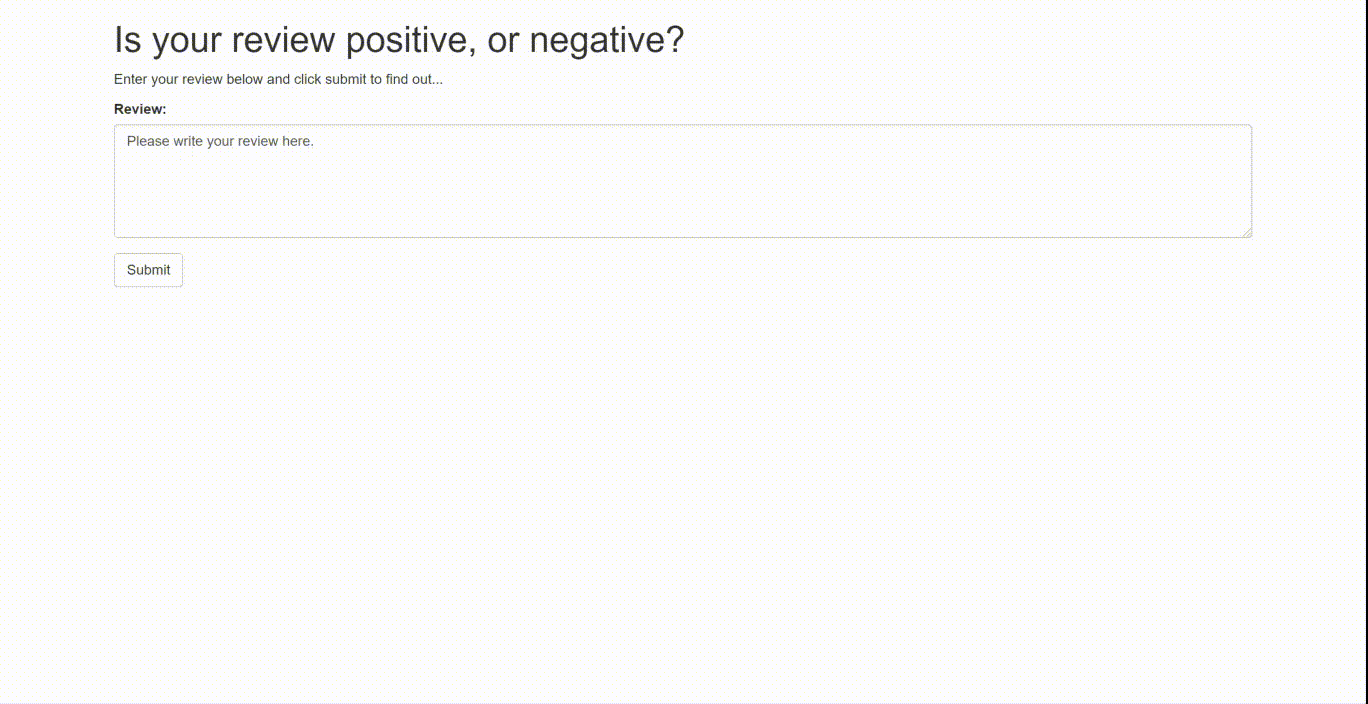 Is your review positive, or negative?
Enter your review below and click submit to find out...
Review:
Please write your review here.
Submit